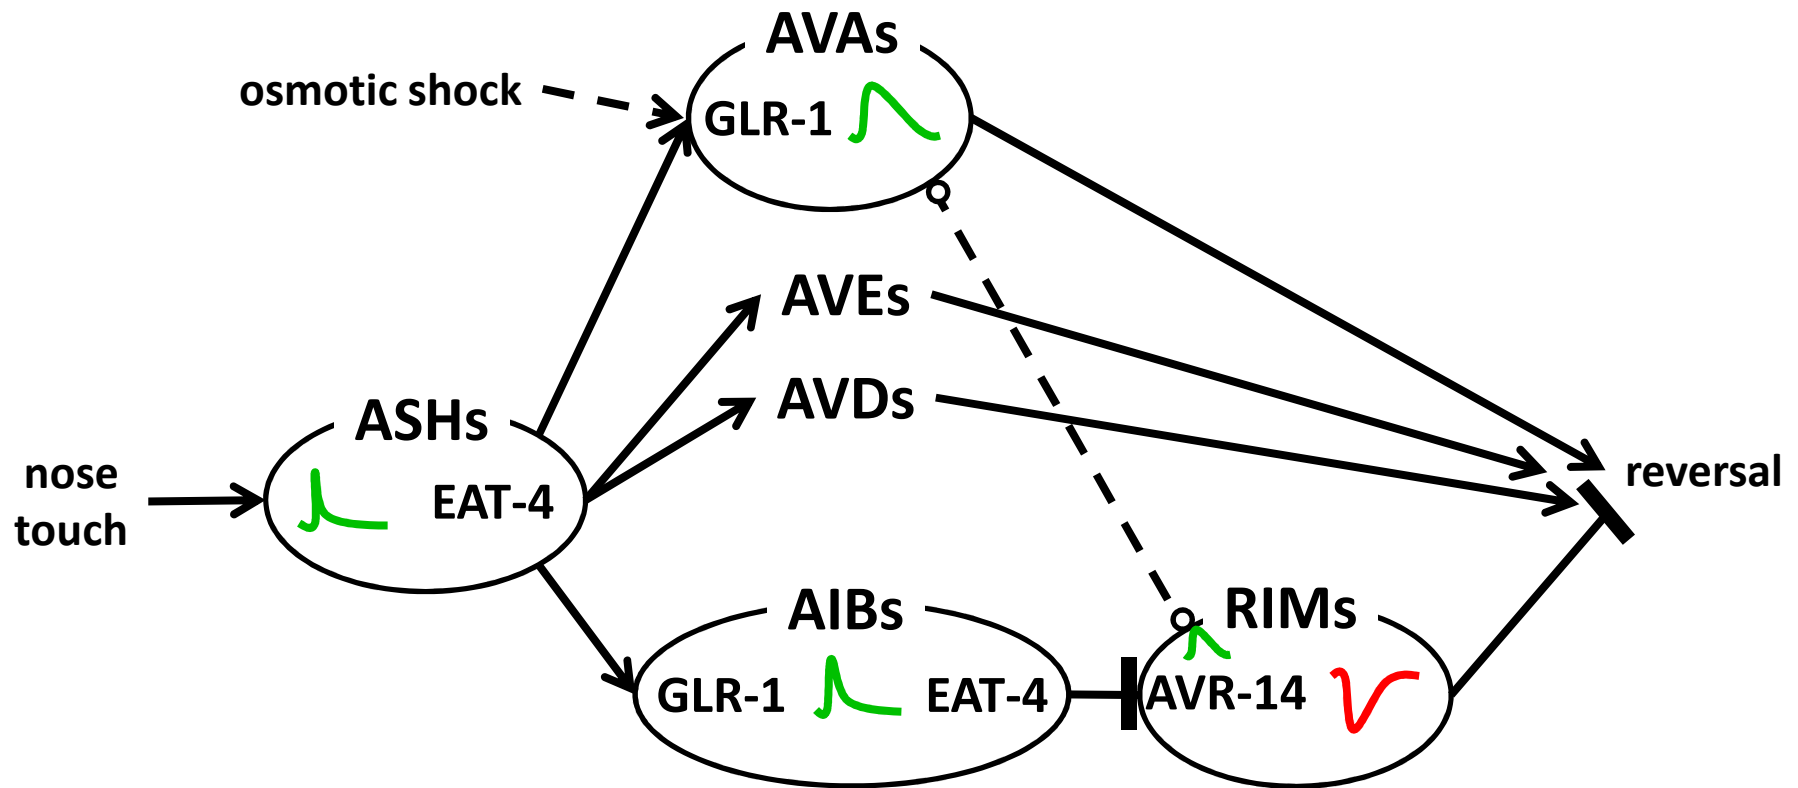 AVAs
osmotic shock
GLR-1
AVEs
AVDs
ASHs
nose
touch
EAT-4
reversal
AIBs
RIMs
GLR-1
EAT-4
AVR-14